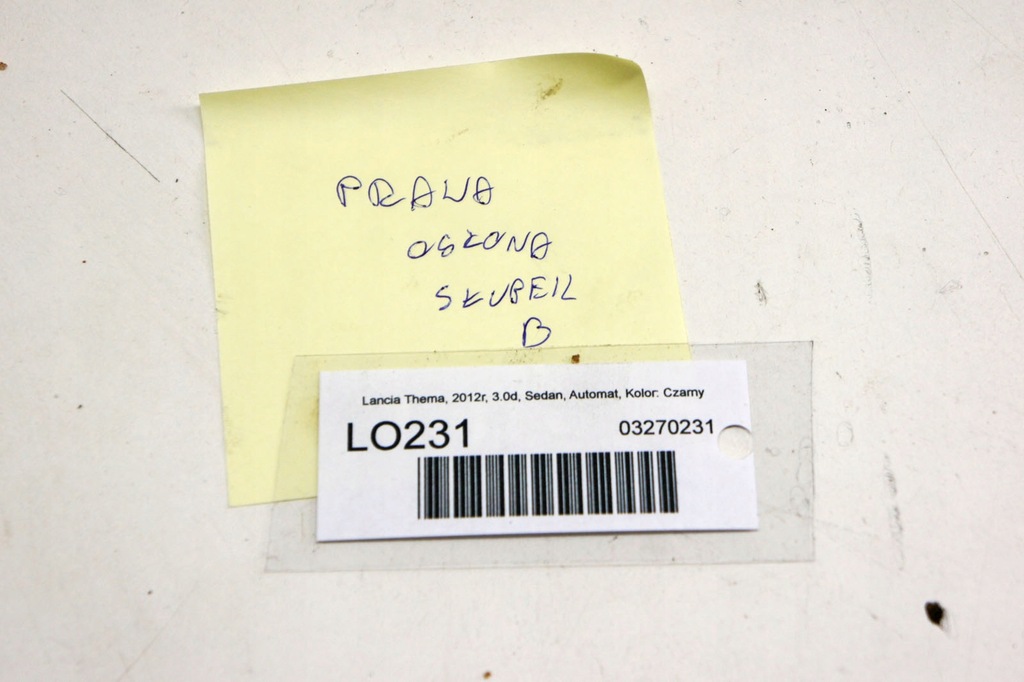 PRAWA
OSŁONA
SŁUPEK
B
Lancia Thema, 2012r, 3.0d, Sedan, Automat, Kolor: Czarny
LO231
03270231